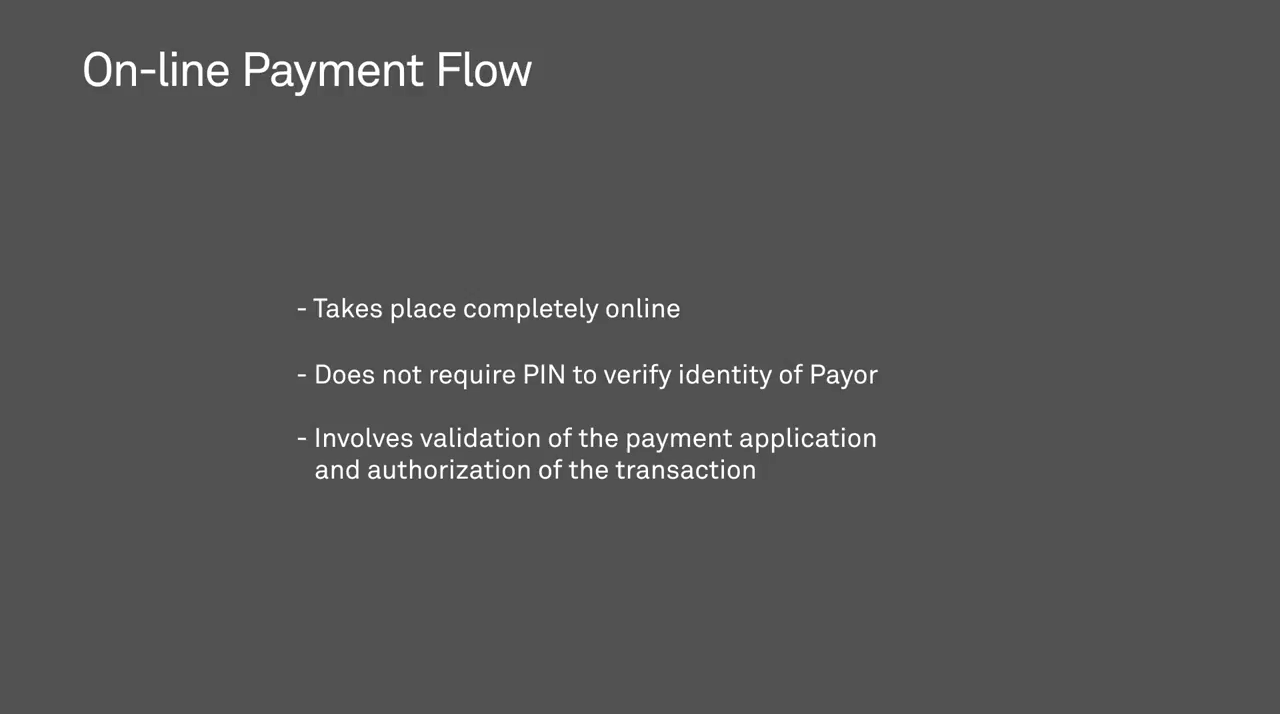 On-line Payment Flow
- Takes place completely online
- Does not require PIN to verify identity of Payor
- Involves validation of the payment application
and authorization of the transaction